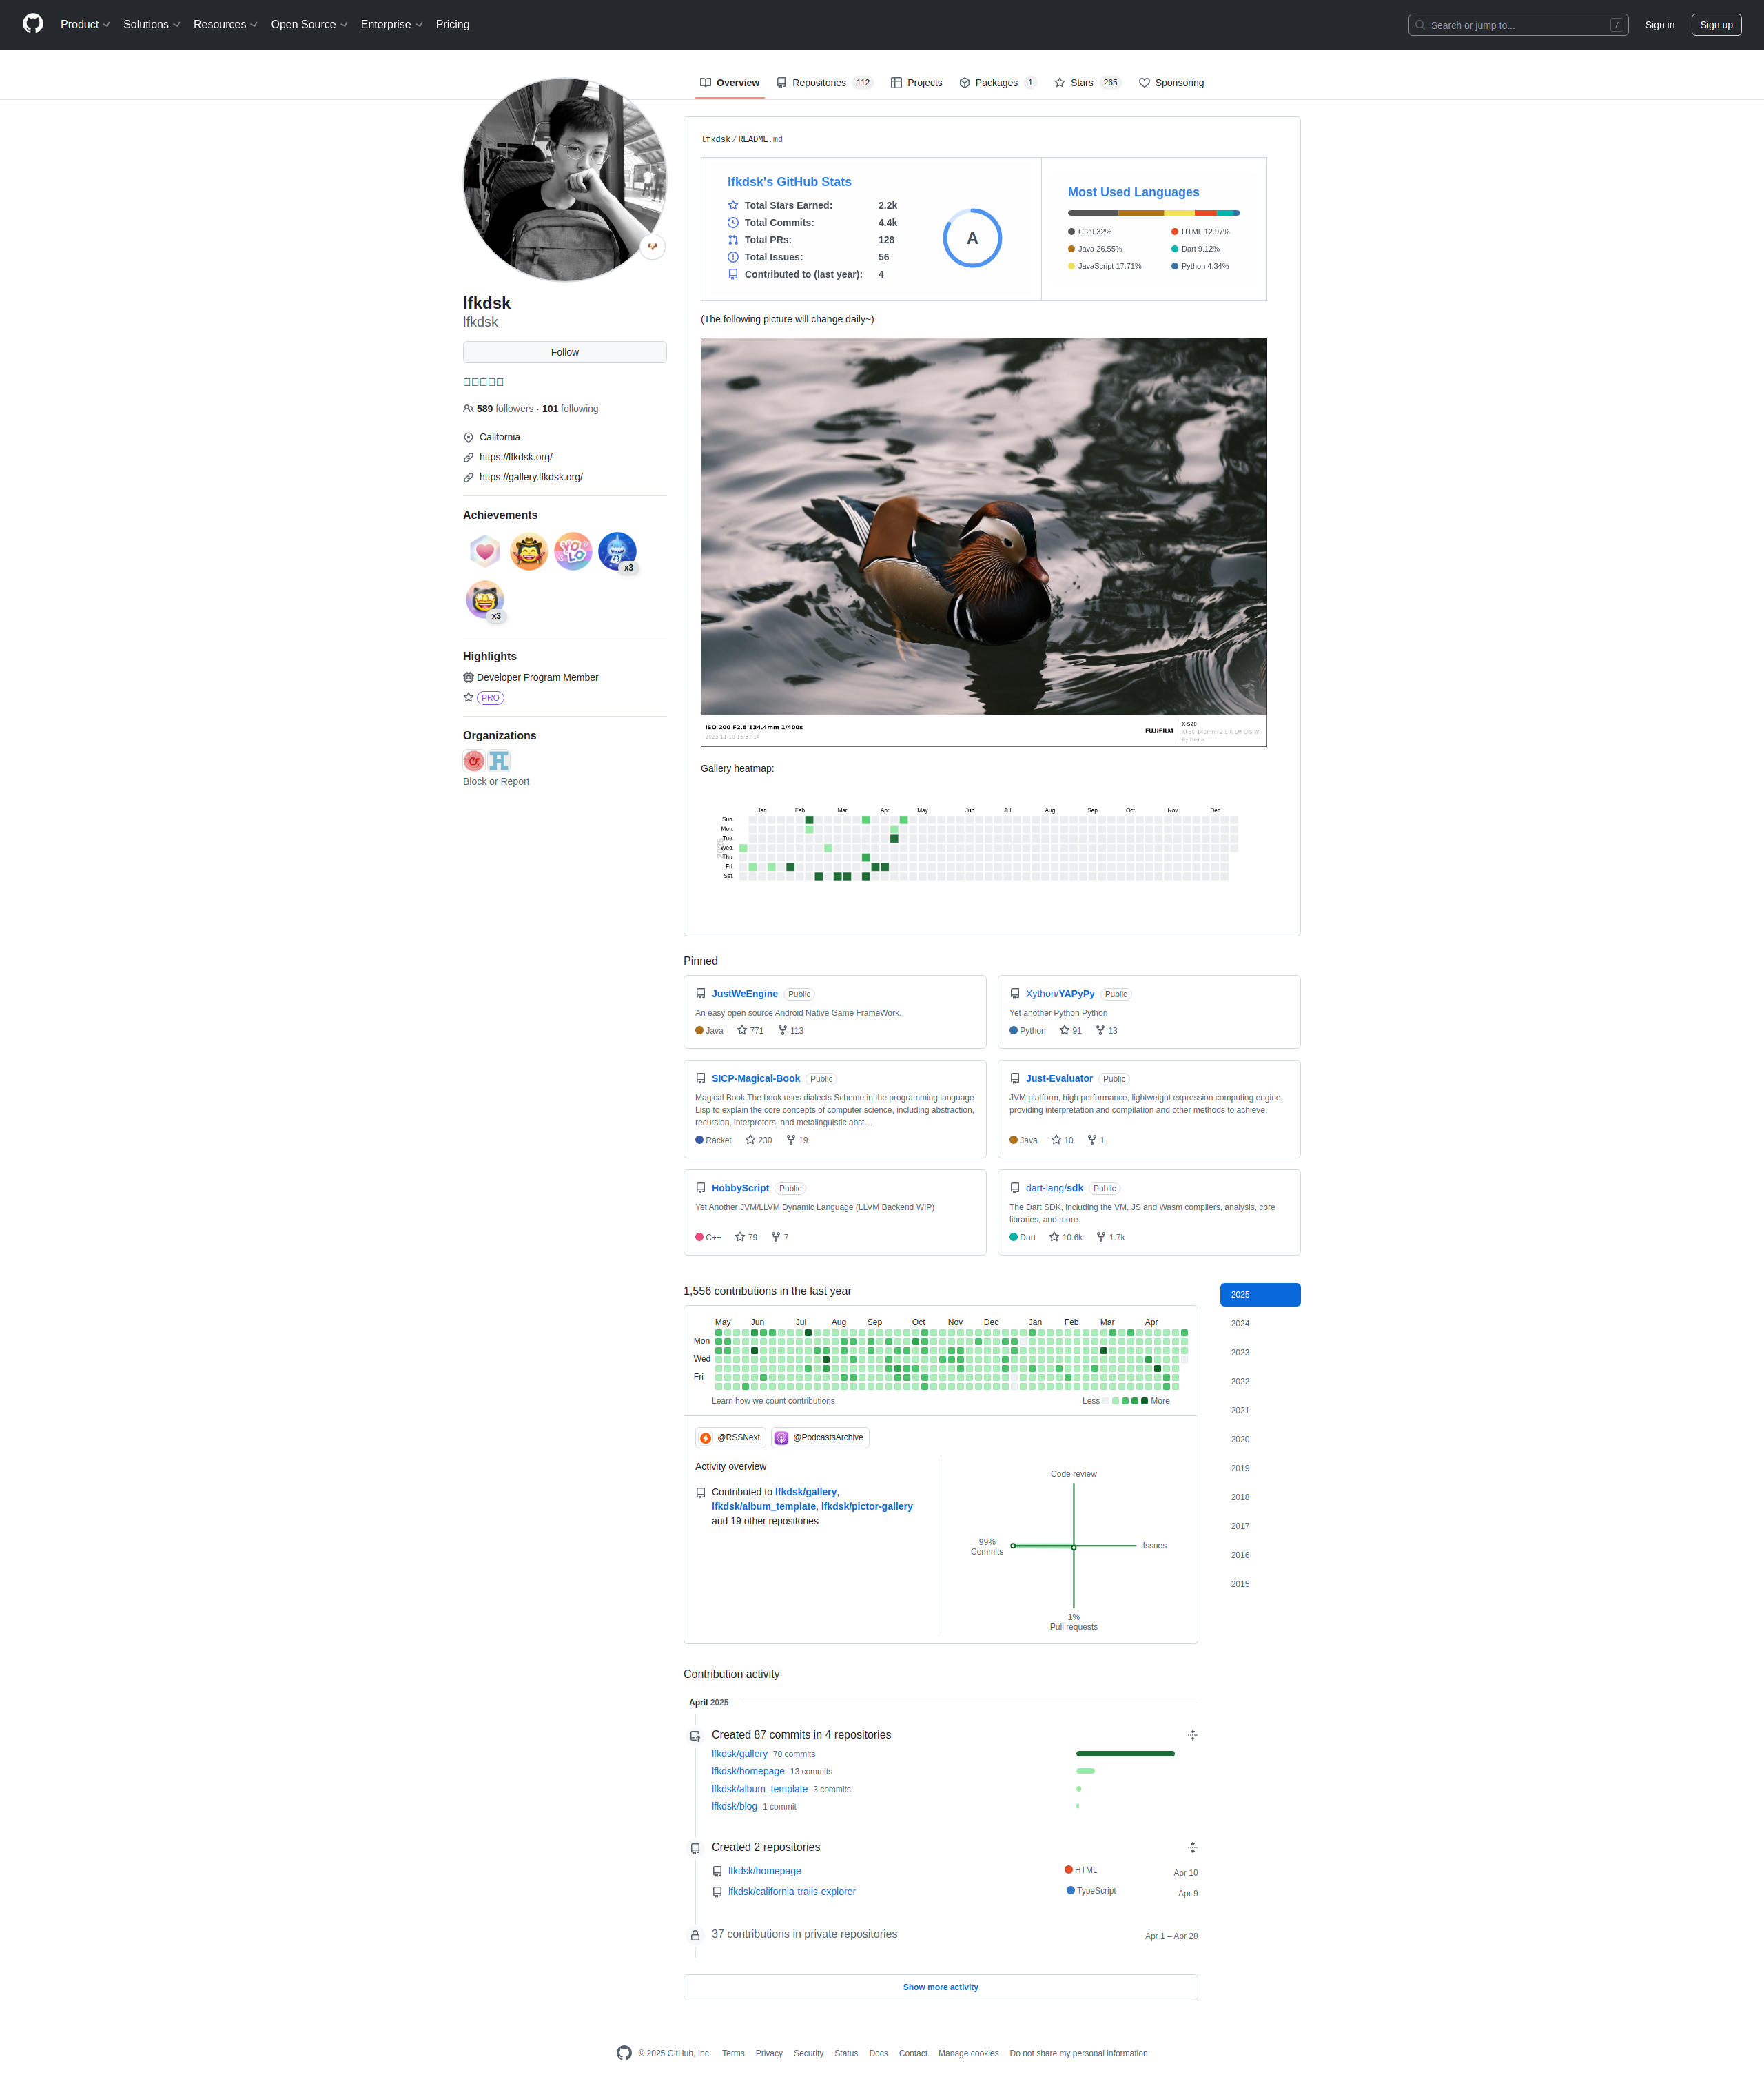 Product Solutions Resources Open Source Enterprise Pricing Search or jump to... / Sign in Sign up
Overview Repositories 112 Projects Packages 1 Stars 265 Sponsoring
lfkdsk
lfkdsk
Follow
589 followers · 101 following
California
https://lfkdsk.org/
https://gallery.lfkdsk.org/
Achievements
YOLO
x3
x3
Highlights
Developer Program Member
PRO
Organizations
Block or Report
lfkdsk / README.md
lfkdsk's GitHub Stats
Total Stars Earned: 2.2k
Total Commits: 4.4k
Total PRs: 128
Total Issues: 56
Contributed to (last year): 4
A
Most Used Languages
C 29.32% HTML 12.97%
Java 26.55% Dart 9.12%
JavaScript 17.71% Python 4.34%
(The following picture will change daily~)
ISO 200 F2.8 134.4mm 1/400s
FUJIFILM
X-S20
Gallery heatmap:
Jan Feb Mar Apr May Jun Jul Aug Sep Oct Nov Dec
2025
Sun.
Mon.
Tue.
Wed.
Thu.
Fri.
Sat.
Pinned
JustWeEngine Public
An easy open source Android Native Game FrameWork.
Java 771 113
Xython/YAPyPy Public
Yet another Python Python
Python 91 13
SICP-Magical-Book Public
Magical Book The book uses dialects Scheme in the programming language
Lisp to explain the core concepts of computer science, including abstraction,
recursion, interpreters, and metalinguistic abst…
Racket 230 19
Just-Evaluator Public
JVM platform, high performance, lightweight expression computing engine,
providing interpretation and compilation and other methods to achieve.
Java 10 1
HobbyScript Public
Yet Another JVM/LLVM Dynamic Language (LLVM Backend WIP)
C++ 79 7
dart-lang/sdk Public
The Dart SDK, including the VM, JS and Wasm compilers, analysis, core
libraries, and more.
Dart 10.6k 1.7k
1,556 contributions in the last year
May Jun Jul Aug Sep Oct Nov Dec Jan Feb Mar Apr
Mon
Wed
Fri
Learn how we count contributions Less More
@RSSNext @PodcastsArchive
Activity overview
Contributed to lfkdsk/gallery,
lfkdsk/album_template, lfkdsk/pictor-gallery
and 19 other repositories
Code review
99%
Commits
Issues
1%
Pull requests
2025
2024
2023
2022
2021
2020
2019
2018
2017
2016
2015
Contribution activity
April 2025
Created 87 commits in 4 repositories
lfkdsk/gallery 70 commits
lfkdsk/homepage 13 commits
lfkdsk/album_template 3 commits
lfkdsk/blog 1 commit
Created 2 repositories
lfkdsk/homepage HTML Apr 10
lfkdsk/california-trails-explorer TypeScript Apr 9
37 contributions in private repositories Apr 1 – Apr 28
Show more activity
© 2025 GitHub, Inc. Terms Privacy Security Status Docs Contact Manage cookies Do not share my personal information